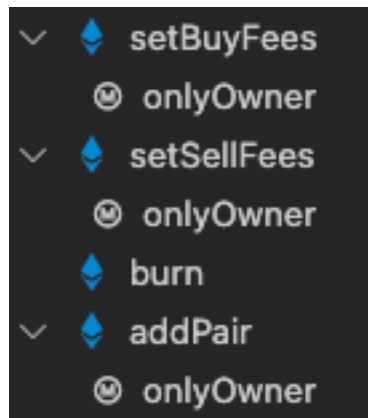 setBuyFees
onlyOwner
setSellFees
onlyOwner
burn
addPair
onlyOwner